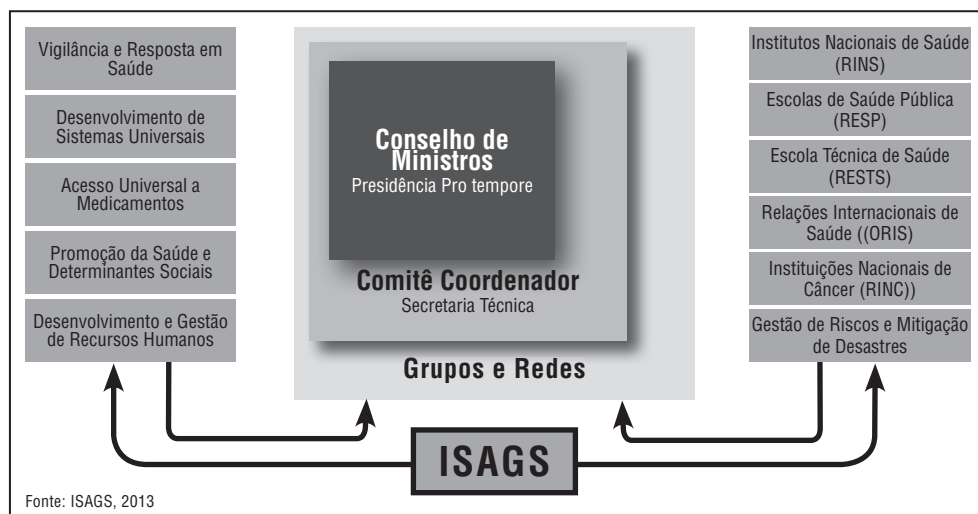 Vigilância e Resposta em
Saúde
Desenvolvimento de
Sistemas Universais
Acesso Universal a
Medicamentos
Promoção da Saúde e
Determinantes Sociais
Desenvolvimento e Gestão
de Recursos Humanos
Conselho de
Ministros
Presidência Pro tempore
Comitê Coordenador
Secretaria Técnica
Grupos e Redes
Institutos Nacionais de Saúde
(RINS)
Escolas de Saúde Pública
(RESP)
Escola Técnica de Saúde
(RESTS)
Relações Internacionais de
Saúde ((ORIS)
Instituições Nacionais de
Câncer (RINC))
Gestão de Riscos e Mitigação
de Desastres
ISAGS
Fonte: ISAGS, 2013